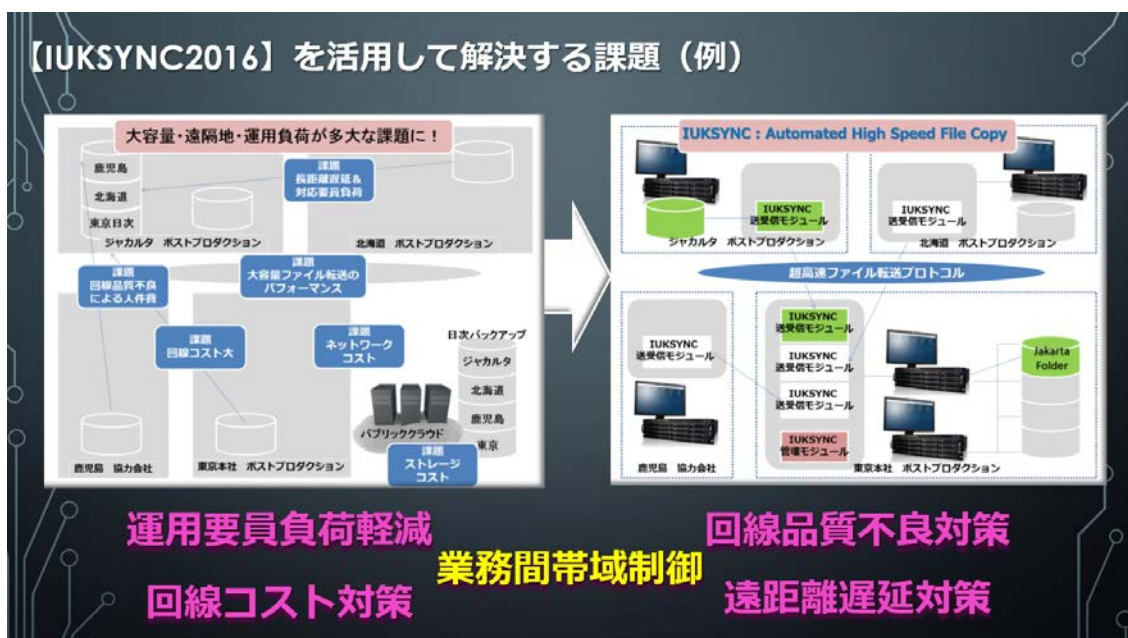 【IUKSYNC2016】を活用して解決する課題（例）
大容量・遠隔地・運用負荷が多大な課題に！
鹿児島
北海道
東京日次
ジャカルタ ポストプロダクション
課題
長距離遅延＆
対応要員負荷
北海道 ポストプロダクション
課題
回線品質不良
による人件費
課題
大容量ファイル転送の
パフォーマンス
課題
回線コスト大
課題
ネットワーク
コスト
日次バックアップ
ジャカルタ
北海道
鹿児島
東京
パブリッククラウド
課題
ストレージ
コスト
鹿児島 協力会社
東京本社 ポストプロダクション
IUKSYNC : Automated High Speed File Copy
IUKSYNC
送受信モジュール
ジャカルタ ポストプロダクション
IUKSYNC
送受信モジュール
北海道 ポストプロダクション
超高速ファイル転送プロトコル
IUKSYNC
送受信モジュール
鹿児島 協力会社
IUKSYNC
送受信モジュール
IUKSYNC
送受信モジュール
IUKSYNC
送受信モジュール
IUKSYNC
管理モジュール
Jakarta
Folder
東京本社 ポストプロダクション
運用要員負荷軽減
回線品質不良対策
業務間帯域制御
回線コスト対策
遠距離遅延対策